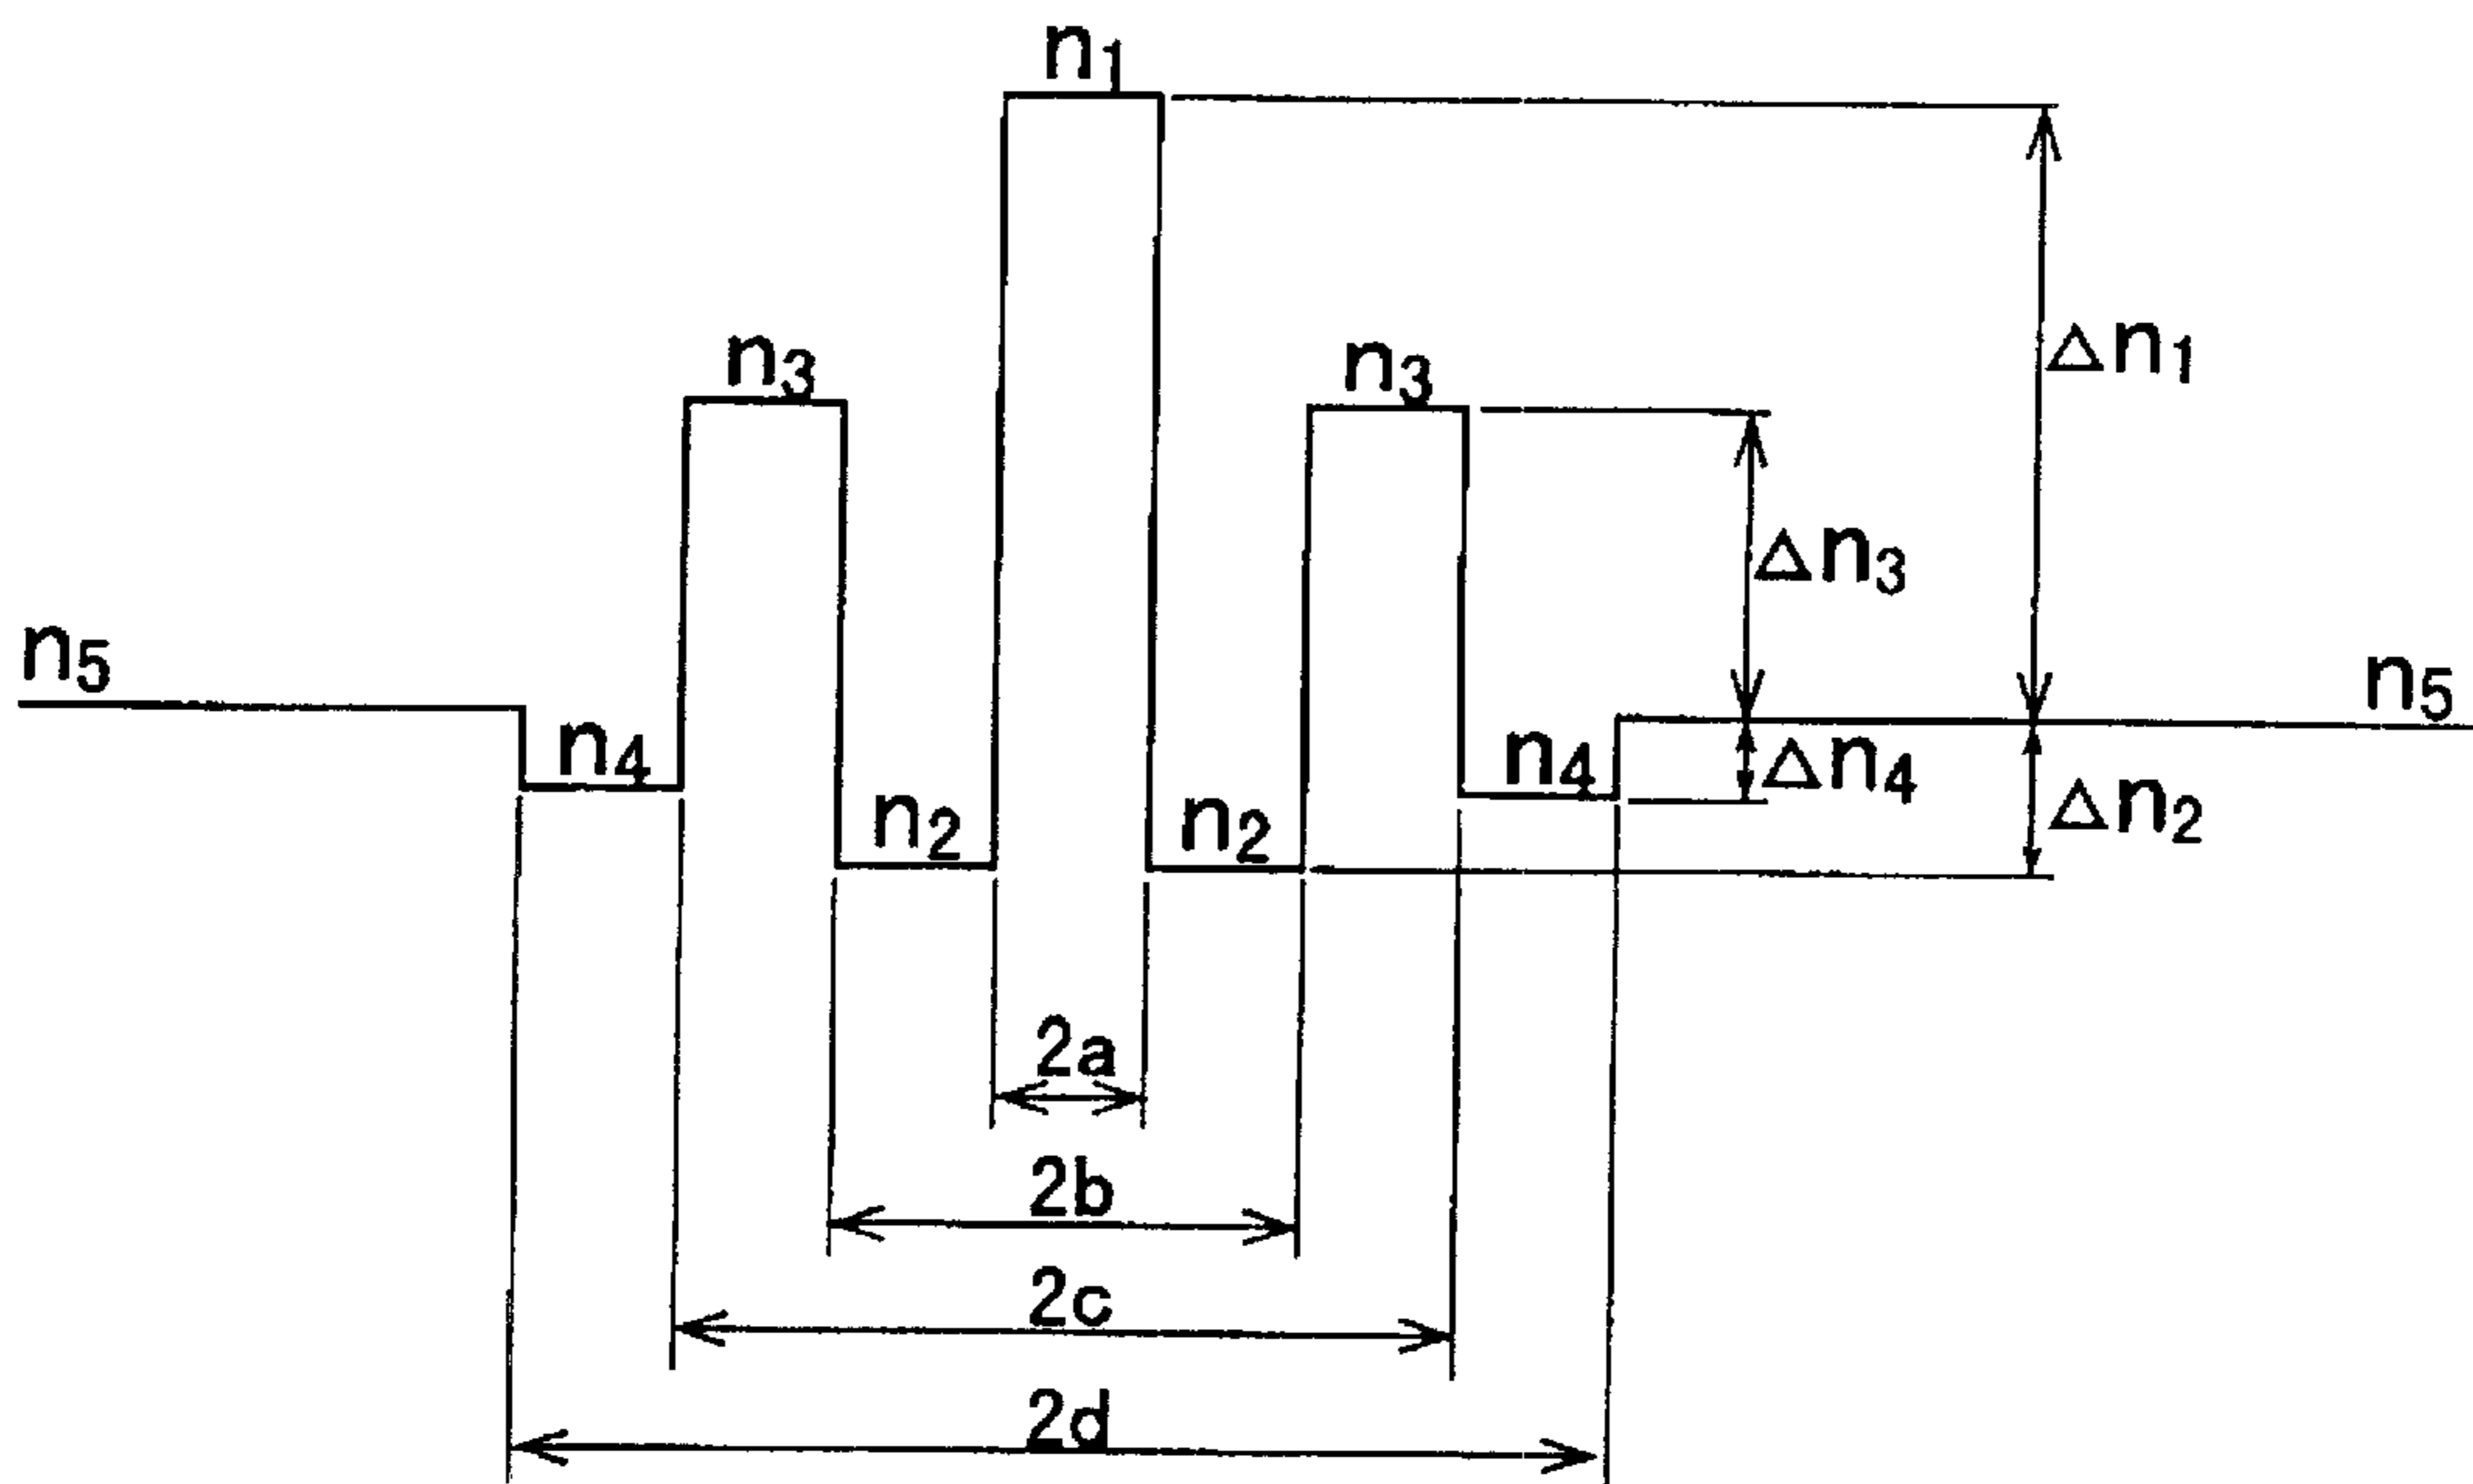 n₁
n₃ n₃
Δn₁
Δn₃
n₅ n₅
n₄ n₄ Δn₄
n₂ n₂ Δn₂
2a
2b
2c
2d